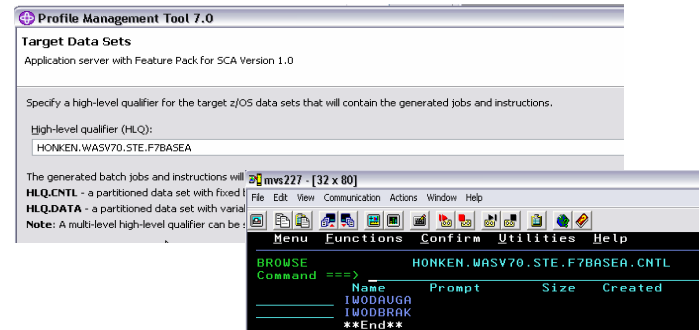 Profile Management Tool 7.0
Target Data Sets
Application server with Feature Pack for SCA Version 1.0
Specify a high-level qualifier for the target z/OS data sets that will contain the generated jobs and instructions.
High-level qualifier (HLQ):
HONKEN.WASV70.STE.F7BASEA
The generated batch jobs and instructions will
HLQ.CNTL - a partitioned data set with fixed
HLQ.DATA - a partitioned data set with
Note: A multi-level high-level qualifier can be
mvs227 - [32 x 80]
File Edit View Communication Actions Window Help
Menu Functions Confirm Utilities Help
BROWSE HONKEN.WASV70.STE.F7BASEA.CNTL
Command ===>
Name Prompt Size Created
IWODAVGA
IWODBRAK
**End**